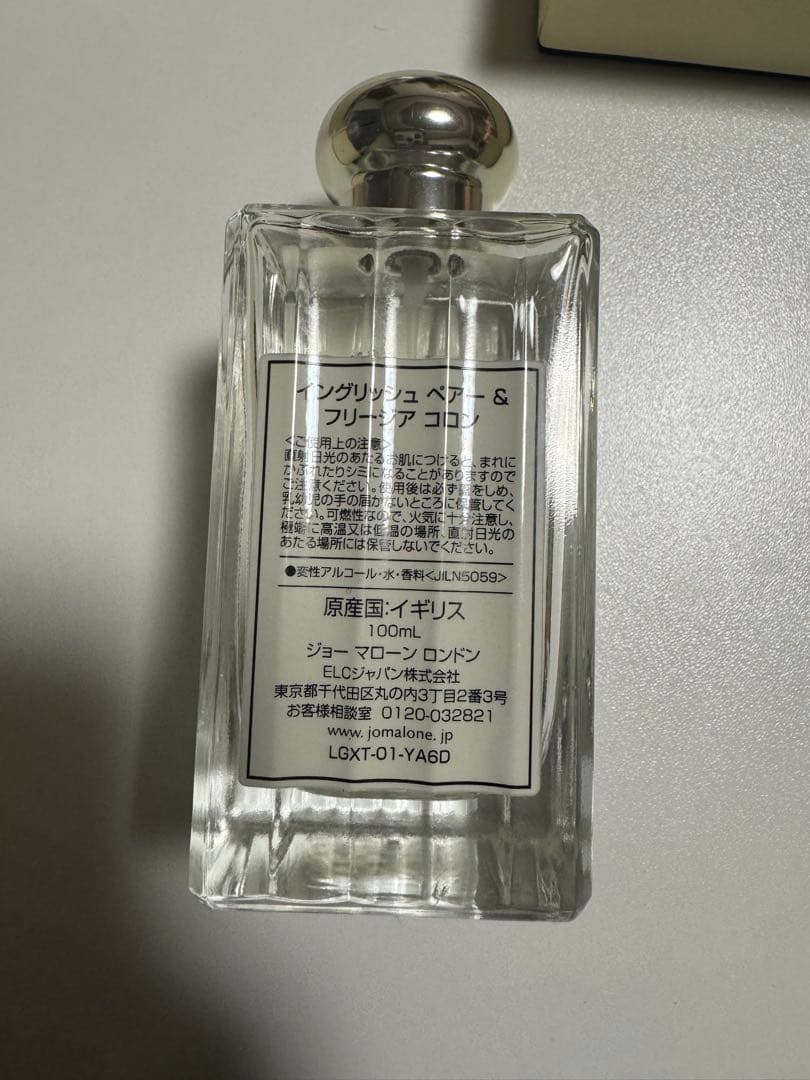 イングリッシュ ペアー &
フリージア コロン
<ご使用上の注意>
直射日光のあたるお肌につけると、まれに
かぶれたりシミになることがありますので
ご注意ください。使用後は必ず蓋をしめ、
乳幼児の手の届かないところに保管してく
ださい。可燃性なので、火気に十分注意し、
極端に高温又は低温の場所、直射日光の
あたる場所には保管しないでください。
●変性アルコール・水・香料<JILN5059>
原産国:イギリス
100mL
ジョー マローン ロンドン
ELCジャパン株式会社
東京都千代田区丸の内3丁目2番3号
お客様相談室 0120-032821
www. jomalone. jp
LGXT-01-YA6D